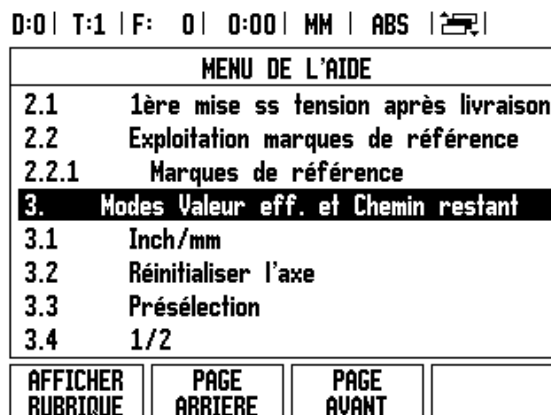 D:0| T:1 |F: 0| 0:00| MM | ABS | |
MENU DE L'AIDE
2.1 1ère mise ss tension après livraison
2.2 Exploitation marques de référence
2.2.1 Marques de référence
3. Modes Valeur eff. et Chemin restant
3.1 Inch/mm
3.2 Réinitialiser l'axe
3.3 Présélection
3.4 1/2
AFFICHER RUBRIQUE
PAGE ARRIERE
PAGE AVANT